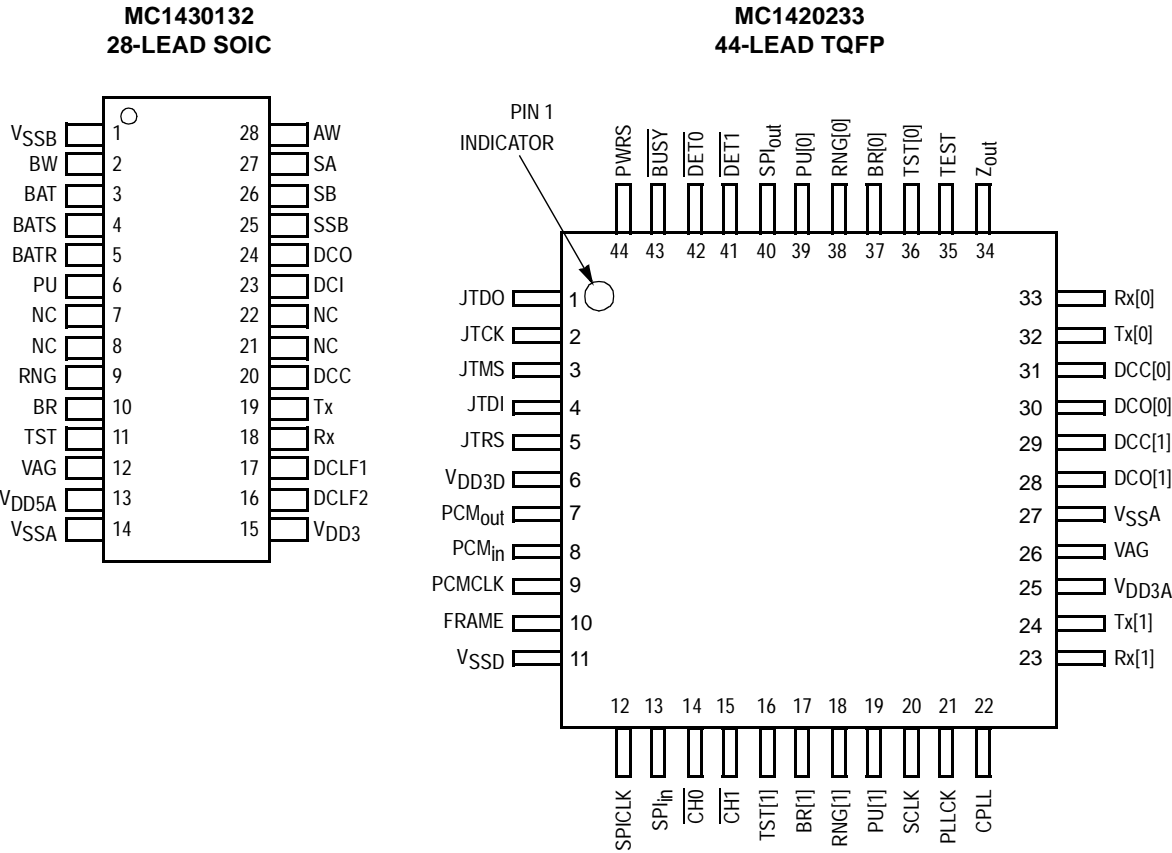 MC1430132
28-LEAD SOIC
VSSB 1 28 AW
BW 2 27 SA
BAT 3 26 SB
BATS 4 25 SSB
BATR 5 24 DCO
PU 6 23 DCI
NC 7 22 NC
NC 8 21 NC
RNG 9 20 DCC
BR 10 19 Tx
TST 11 18 Rx
VAG 12 17 DCLF1
VDD5A 13 16 DCLF2
VSSA 14 15 VDD3
MC1420233
44-LEAD TQFP
PIN 1
INDICATOR
PWRS BUSY DET0 DET1 SPIout PU[0] RNG[0] BR[0] TST[0] TEST Zout
44 43 42 41 40 39 38 37 36 35 34
JTDO 1 33 Rx[0]
JTCK 2 32 Tx[0]
JTMS 3 31 DCC[0]
JTDI 4 30 DCO[0]
JTRS 5 29 DCC[1]
VDD3D 6 28 DCO[1]
PCMout 7 27 VSSA
PCMin 8 26 VAG
PCMCLK 9 25 VDD3A
FRAME 10 24 Tx[1]
VSSD 11 23 Rx[1]
12 13 14 15 16 17 18 19 20 21 22
SPICLK SPIin CH0 CH1 TST[1] BR[1] RNG[1] PU[1] SCLK PLLCK CPLL